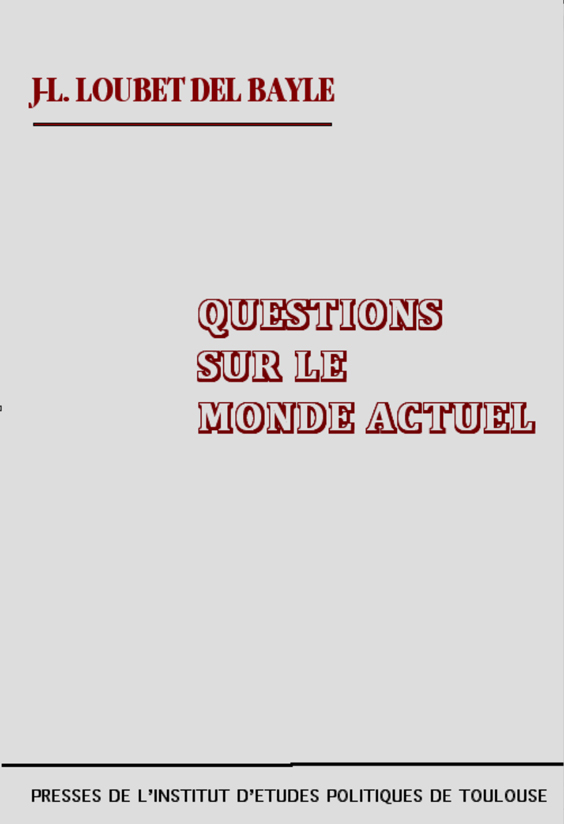 J-L. LOUBET DEL BAYLE
QUESTIONS
SUR LE
MONDE ACTUEL
PRESSES DE L'INSTITUT D'ETUDES POLITIQUES DE TOULOUSE